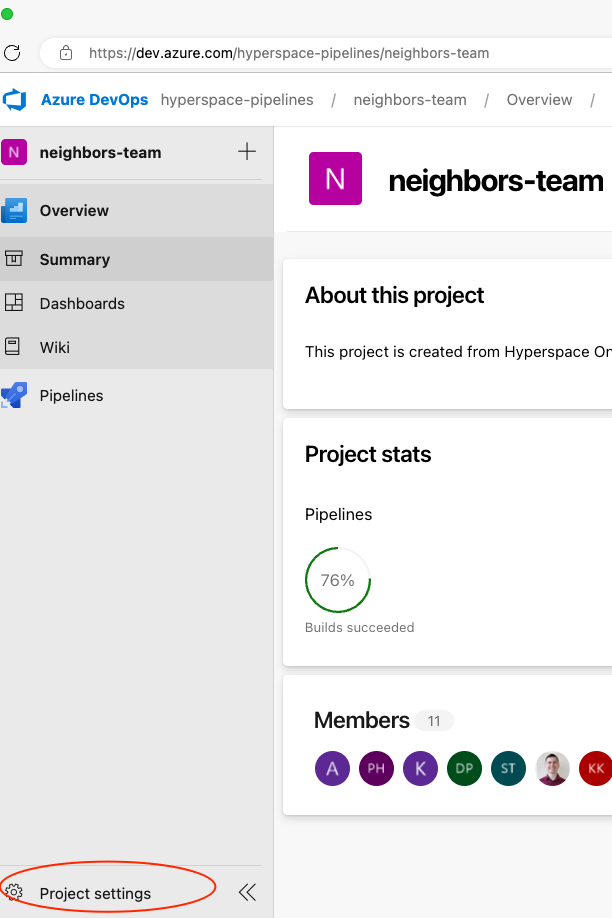 https://dev.azure.com/hyperspace-pipelines/neighbors-team
Azure DevOps hyperspace-pipelines / neighbors-team / Overview /
N neighbors-team
Overview
Summary
Dashboards
Wiki
Pipelines
Project settings
N neighbors-team
About this project
This project is created from Hyperspace On
Project stats
Pipelines
76%
Builds succeeded
Members 11
A PH K DP ST KK